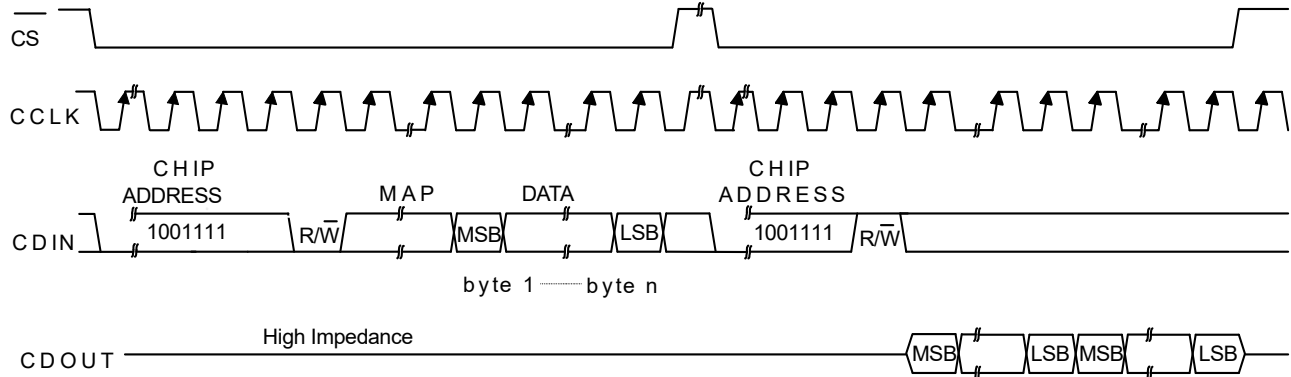 CS
CCLK
CHIP
ADDRESS
MAP
DATA
CHIP
ADDRESS
CDIN
1001111
R/W
MSB
LSB
1001111
R/W
byte 1
byte n
High Impedance
CDOUT
MSB
LSB
MSB
LSB